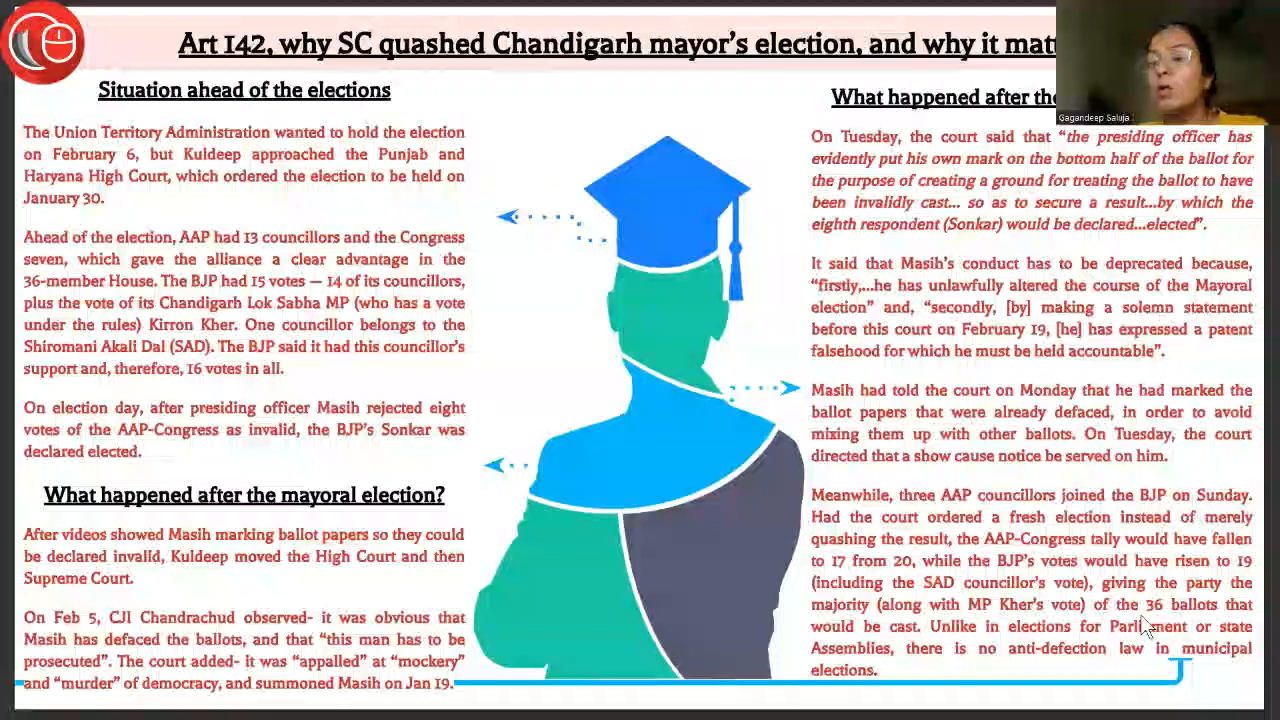 Art 142, why SC quashed Chandigarh mayor's election, and why it
Situation ahead of the elections
The Union Territory Administration wanted to hold the election
on February 6, but Kuldeep approached the Punjab and
Haryana High Court, which ordered the election to be held on
January 30.
Ahead of the election, AAP had 13 councillors and the Congress
seven, which gave the alliance a clear advantage in the
36-member House. The BJP had 15 votes — 14 of its councillors,
plus the vote of its Chandigarh Lok Sabha MP (who has a vote
under the rules) Kirron Kher. One councillor belongs to the
Shiromani Akali Dal (SAD). The BJP said it had this councillor's
support and, therefore, 16 votes in all.
On election day, after presiding officer Masih rejected eight
votes of the AAP-Congress as invalid, the BJP's Sonkar was
declared elected.
What happened after the mayoral election?
After videos showed Masih marking ballot papers so they could
be declared invalid, Kuldeep moved the High Court and then
Supreme Court.
On Feb 5, CJI Chandrachud observed- it was obvious that
Masih has defaced the ballots, and that “this man has to be
prosecuted”. The court added- it was “appalled” at “mockery”
and “murder” of democracy, and summoned Masih on Jan 19.
What happened after the
Gagandeep Saluja
On Tuesday, the court said that “the presiding officer has
evidently put his own mark on the bottom half of the ballot for
the purpose of creating a ground for treating the ballot to have
been invalidly cast… so as to secure a result…by which the
eighth respondent (Sonkar) would be declared…elected”.
It said that Masih's conduct has to be deprecated because,
“firstly,…he has unlawfully altered the course of the Mayoral
election” and, “secondly, [by] making a solemn statement
before this court on February 19, [he] has expressed a patent
falsehood for which he must be held accountable”.
Masih had told the court on Monday that he had marked the
ballot papers that were already defaced, in order to avoid
mixing them up with other ballots. On Tuesday, the court
directed that a show cause notice be served on him.
Meanwhile, three AAP councillors joined the BJP on Sunday.
Had the court ordered a fresh election instead of merely
quashing the result, the AAP-Congress tally would have fallen
to 17 from 20, while the BJP's votes would have risen to 19
(including the SAD councillor's vote), giving the party the
majority (along with MP Kher's vote) of the 36 ballots that
would be cast. Unlike in elections for Parliament or state
Assemblies, there is no anti-defection law in municipal
elections.